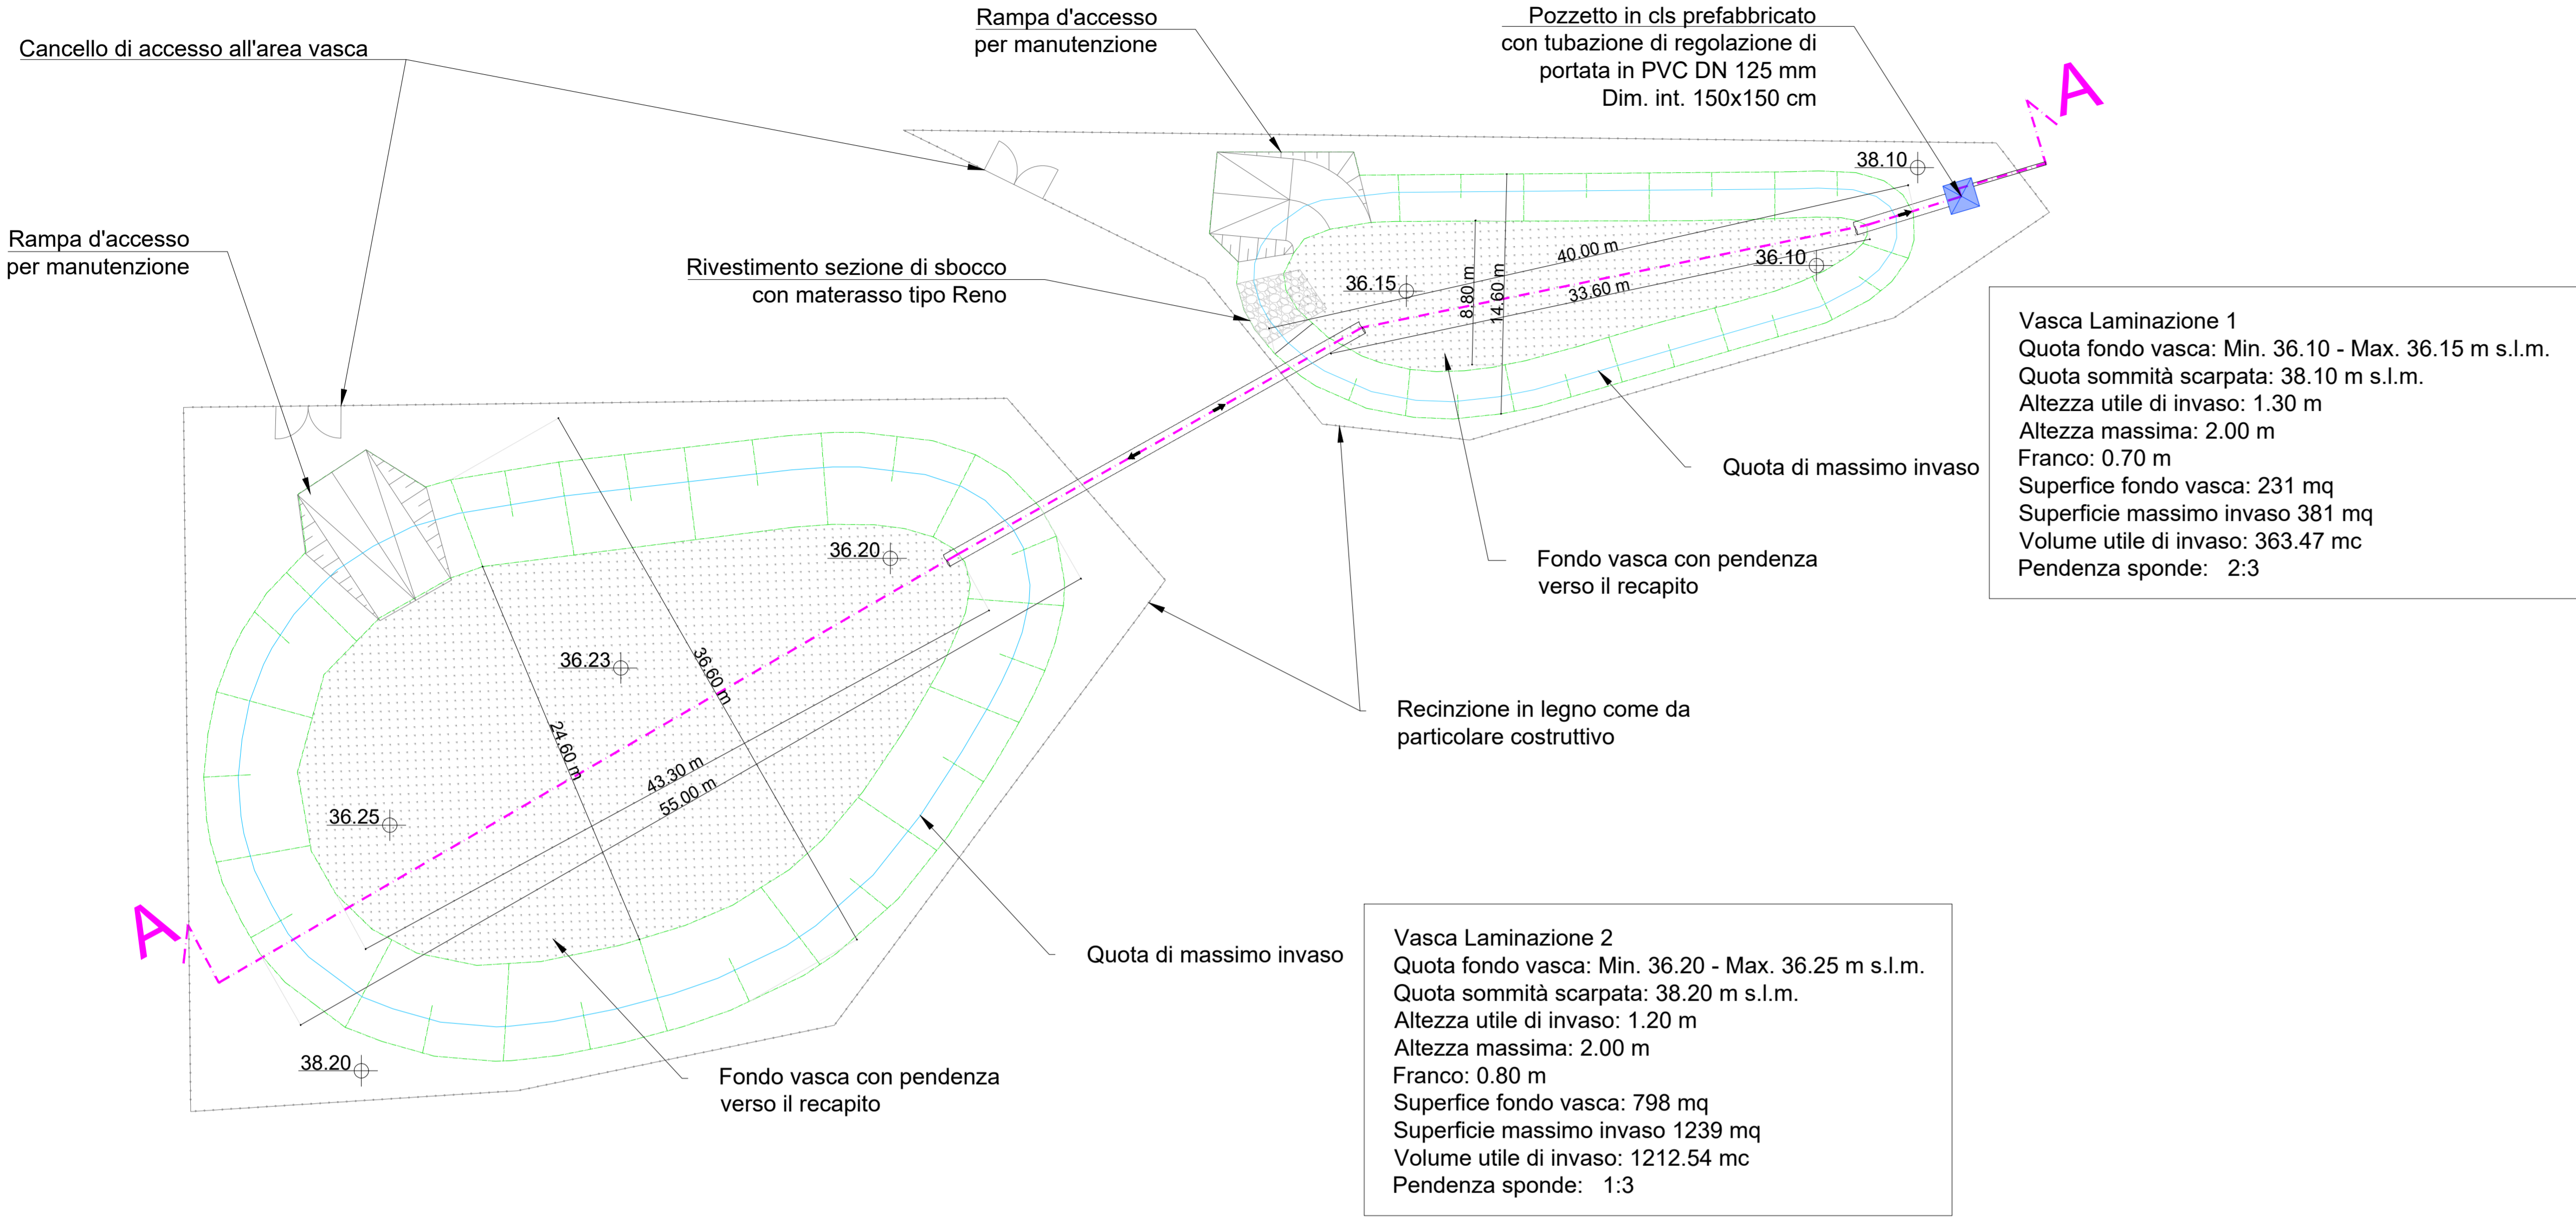 Cancello di accesso all'area vasca
Rampa d'accesso
per manutenzione
Pozzetto in cls prefabbricato
con tubazione di regolazione di
portata in PVC DN 125 mm
Dim. int. 150x150 cm
A
38.10
Rampa d'accesso
per manutenzione
Rivestimento sezione di sbocco
con materasso tipo Reno
36.15
40.00 m
36.10
33.60 m
8.80 m
14.60 m
Vasca Laminazione 1
Quota fondo vasca: Min. 36.10 - Max. 36.15 m s.l.m.
Quota sommità scarpata: 38.10 m s.l.m.
Altezza utile di invaso: 1.30 m
Altezza massima: 2.00 m
Franco: 0.70 m
Superfice fondo vasca: 231 mq
Superficie massimo invaso 381 mq
Volume utile di invaso: 363.47 mc
Pendenza sponde: 2:3
Quota di massimo invaso
Fondo vasca con pendenza
verso il recapito
36.20
36.23
36.60 m
24.60 m
43.30 m
55.00 m
36.25
Recinzione in legno come da
particolare costruttivo
A
Quota di massimo invaso
38.20
Fondo vasca con pendenza
verso il recapito
Vasca Laminazione 2
Quota fondo vasca: Min. 36.20 - Max. 36.25 m s.l.m.
Quota sommità scarpata: 38.20 m s.l.m.
Altezza utile di invaso: 1.20 m
Altezza massima: 2.00 m
Franco: 0.80 m
Superfice fondo vasca: 798 mq
Superficie massimo invaso 1239 mq
Volume utile di invaso: 1212.54 mc
Pendenza sponde: 1:3